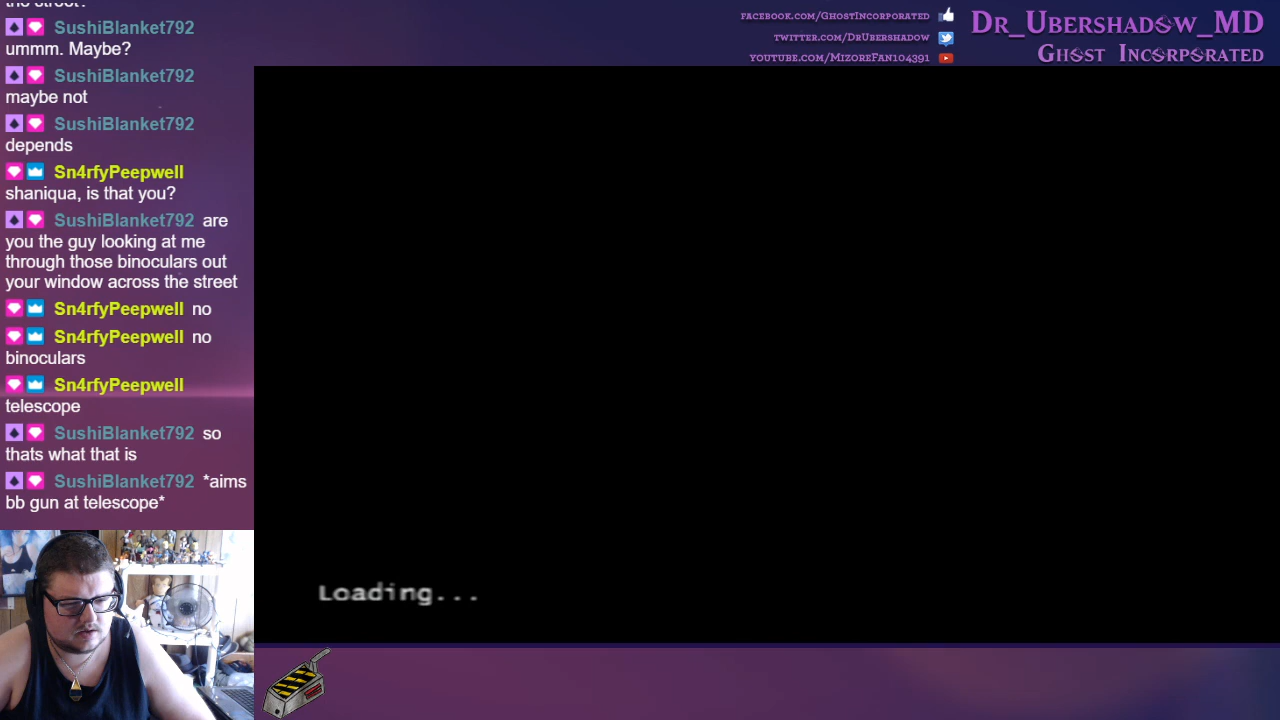 the street?
SushiBlanket792
ummm. Maybe?
SushiBlanket792
maybe not
SushiBlanket792
depends
Sn4rfyPeepwell
shaniqua, is that you?
SushiBlanket792 are
you the guy looking at me
through those binoculars out
your window across the street
Sn4rfyPeepwell no
Sn4rfyPeepwell no
binoculars
Sn4rfyPeepwell
telescope
SushiBlanket792 so
thats what that is
SushiBlanket792 *aims
bb gun at telescope*
facebook.com/GhostIncorporated
twitter.com/DrUbershadow
youtube.com/MizoreFan104391
Dr_Ubershadow_MD
Ghost Incorporated
Loading...